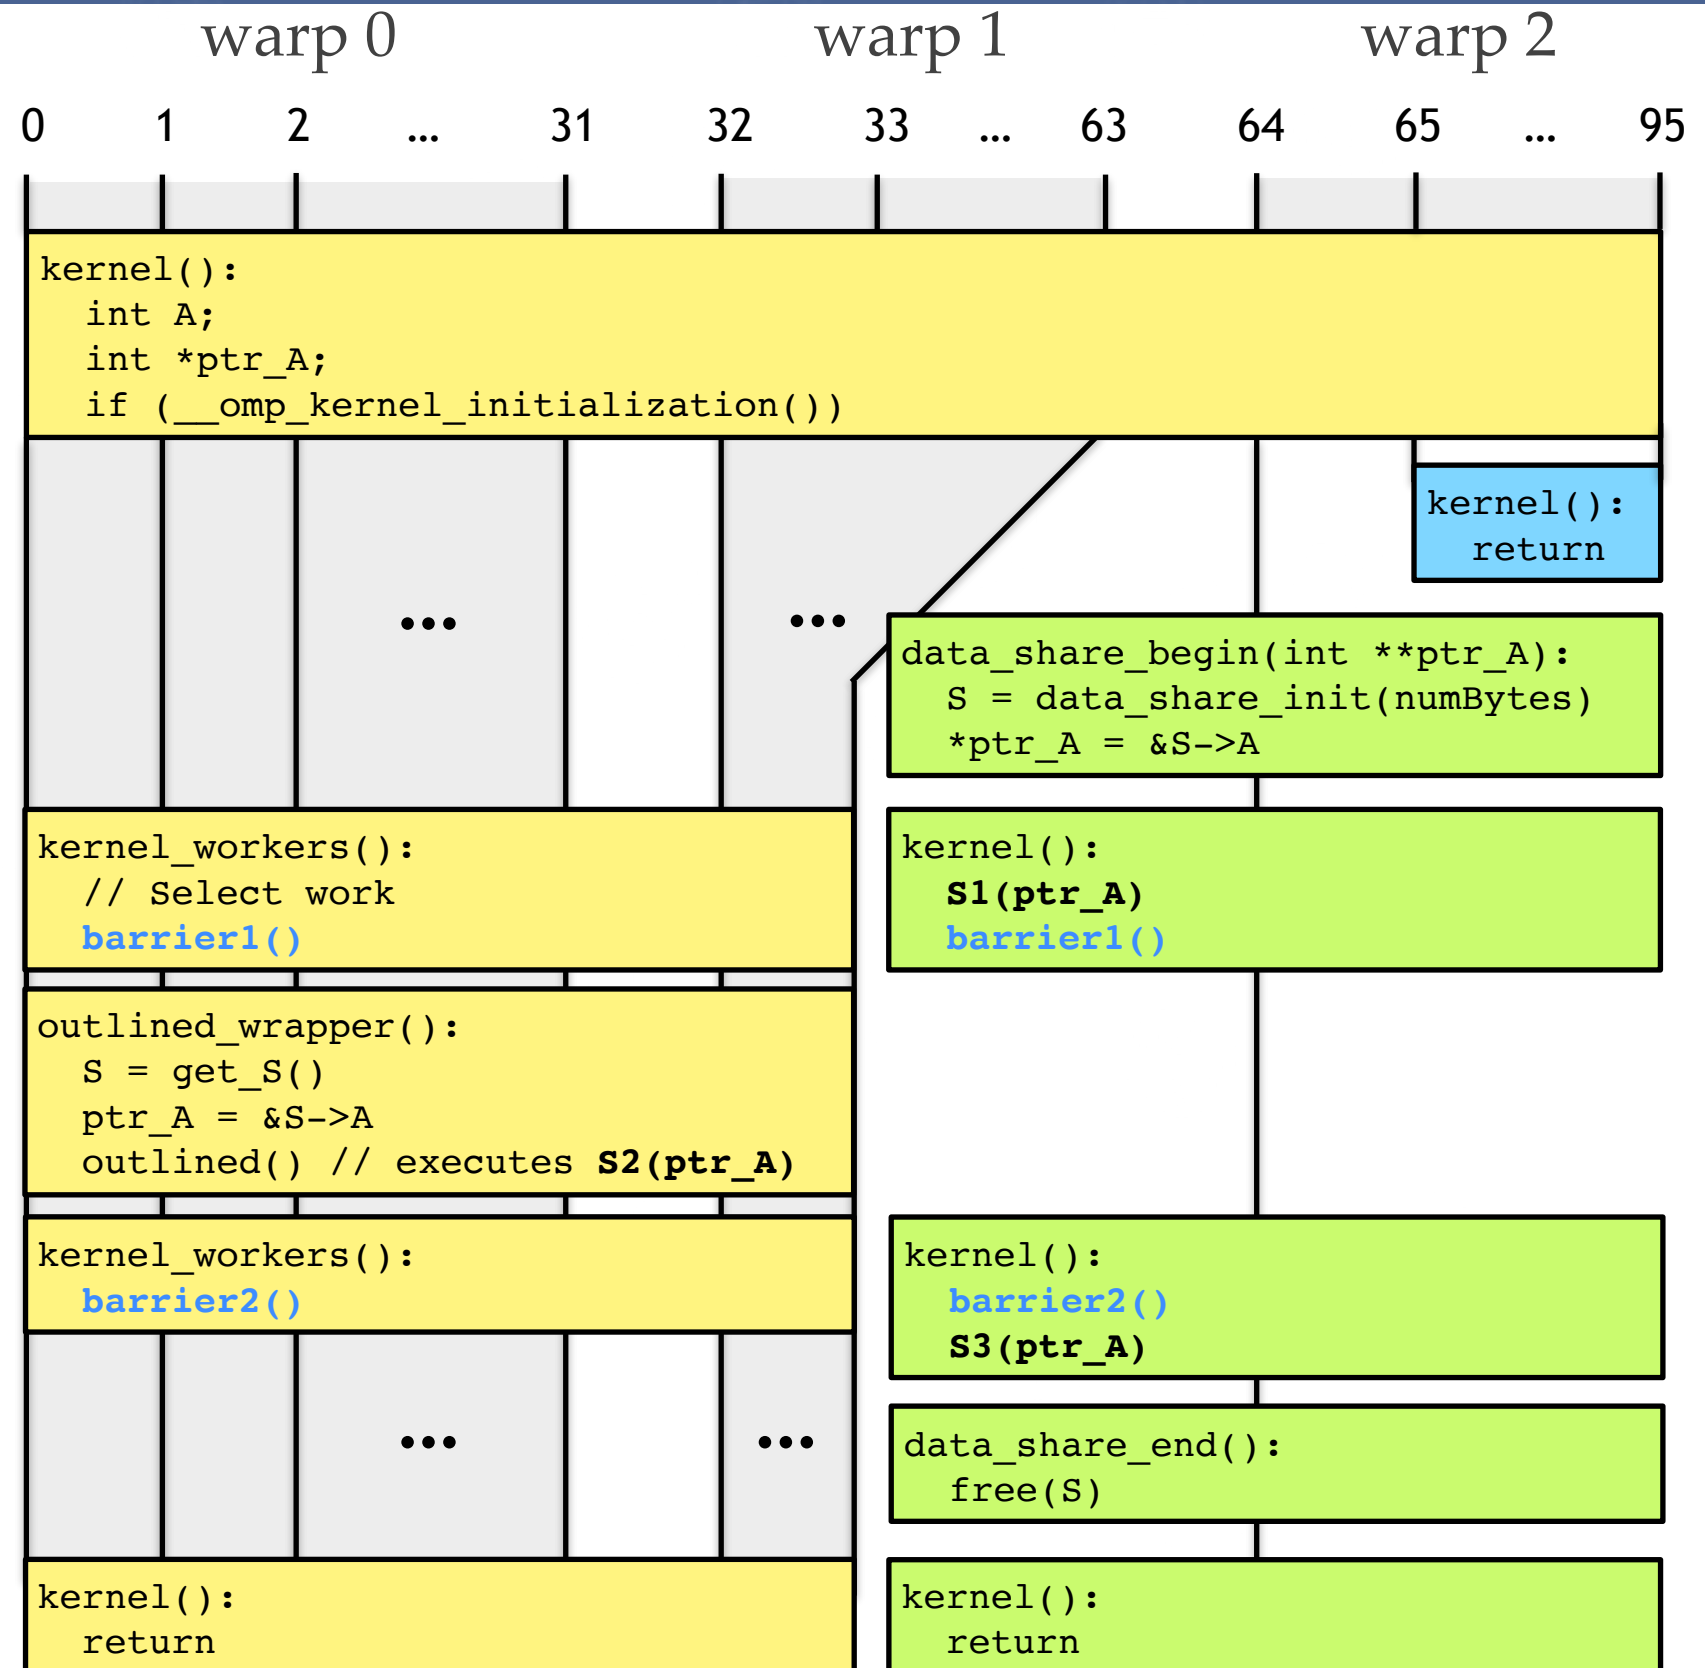 warp 0 warp 1 warp 2
0 1 2 ... 31 32 33 ... 63 64 65 ... 95
kernel():
int A;
int *ptr_A;
if (__omp_kernel_initialization())
kernel():
return
... ...
data_share_begin(int **ptr_A):
S = data_share_init(numBytes)
*ptr_A = &S->A
kernel_workers():
// Select work
barrier1()
kernel():
S1(ptr_A)
barrier1()
outlined_wrapper():
S = get_S()
ptr_A = &S->A
outlined() // executes S2(ptr_A)
kernel_workers():
barrier2()
kernel():
barrier2()
S3(ptr_A)
... ...
data_share_end():
free(S)
kernel():
return
kernel():
return